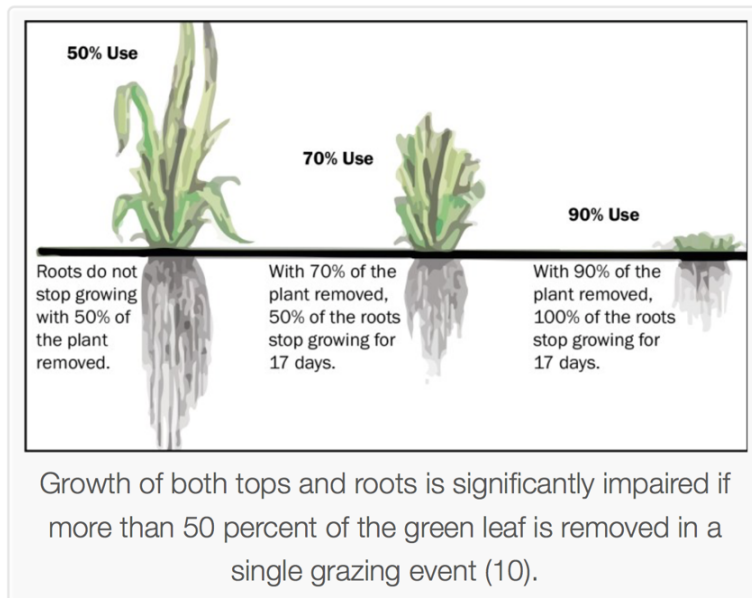 50% Use
Roots do not
stop growing
with 50% of
the plant
removed.
70% Use
With 70% of the
plant removed,
50% of the roots
stop growing for
17 days.
90% Use
With 90% of the
plant removed,
100% of the roots
stop growing for
17 days.
Growth of both tops and roots is significantly impaired if
more than 50 percent of the green leaf is removed in a
single grazing event (10).